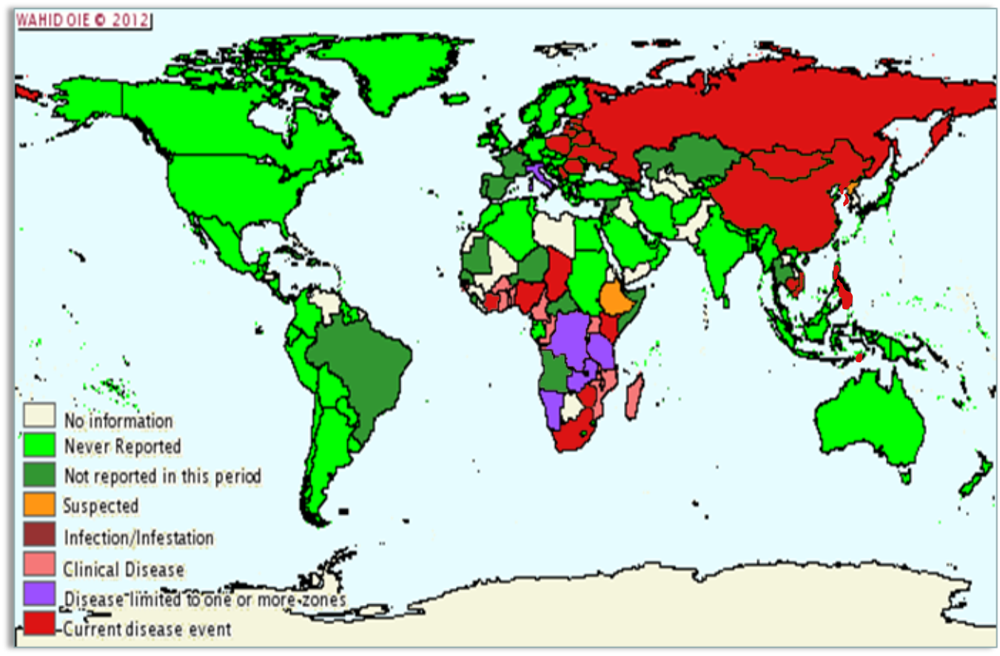 WAHID OIE © 2012
No information
Never Reported
Not reported in this period
Suspected
Infection/Infestation
Clinical Disease
Disease limited to one or more zones
Current disease event